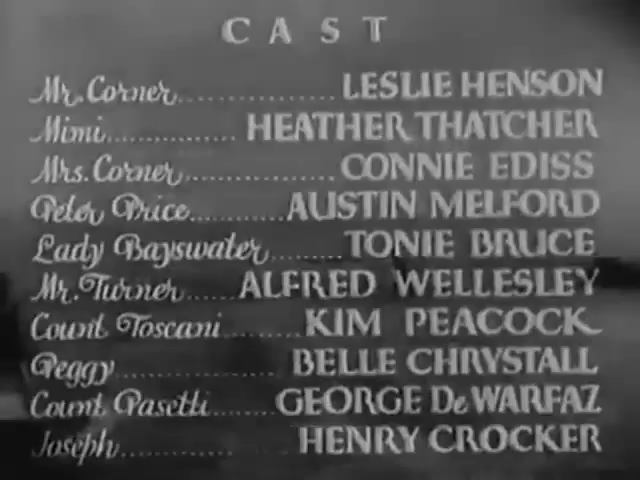 CAST
Mr. Corner................ LESLIE HENSON
Mimi............. HEATHER THATCHER
Mrs. Corner............... CONNIE EDISS
Peter Price.......... AUSTIN MELFORD
Lady Bayswater........ TONIE BRUCE
Mr. Turner...... ALFRED WELLESLEY
Count Toscani........ KIM PEACOCK
Peggy................. BELLE CHRYSTALL
Count Pasetti....... GEORGE De WARFAZ
Joseph............... HENRY CROCKER